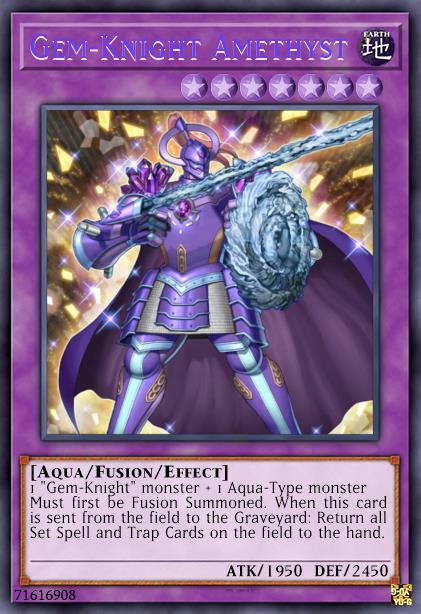 Gem-Knight Amethyst
EARTH
地
[Aqua/Fusion/Effect]
1 "Gem-Knight" monster + 1 Aqua-Type monster
Must first be Fusion Summoned. When this card
is sent from the field to the Graveyard: Return all
Set Spell and Trap Cards on the field to the hand.
ATK/1950 DEF/2450
71616908